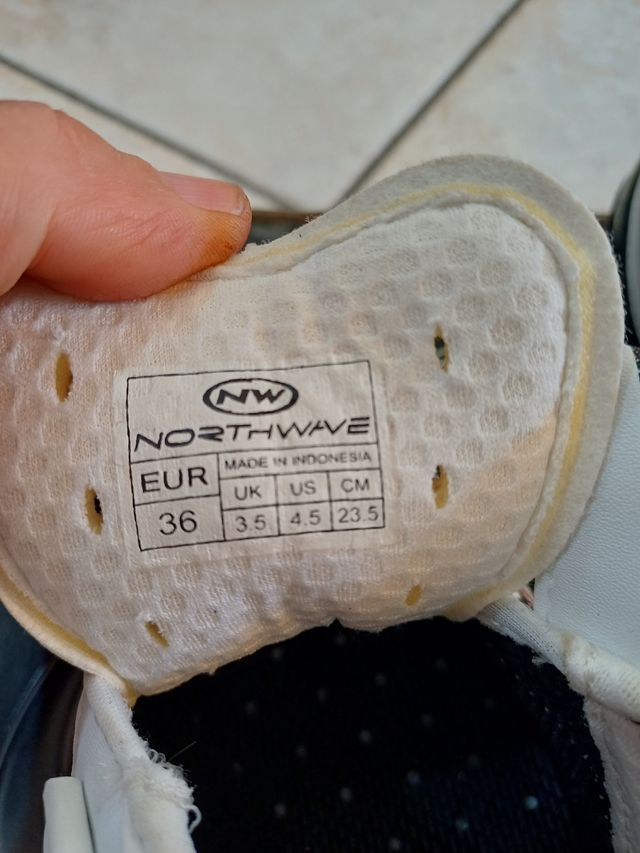 NW
NORTHWAVE
EUR MADE IN INDONESIA
UK US CM
36 3.5 4.5 23.5